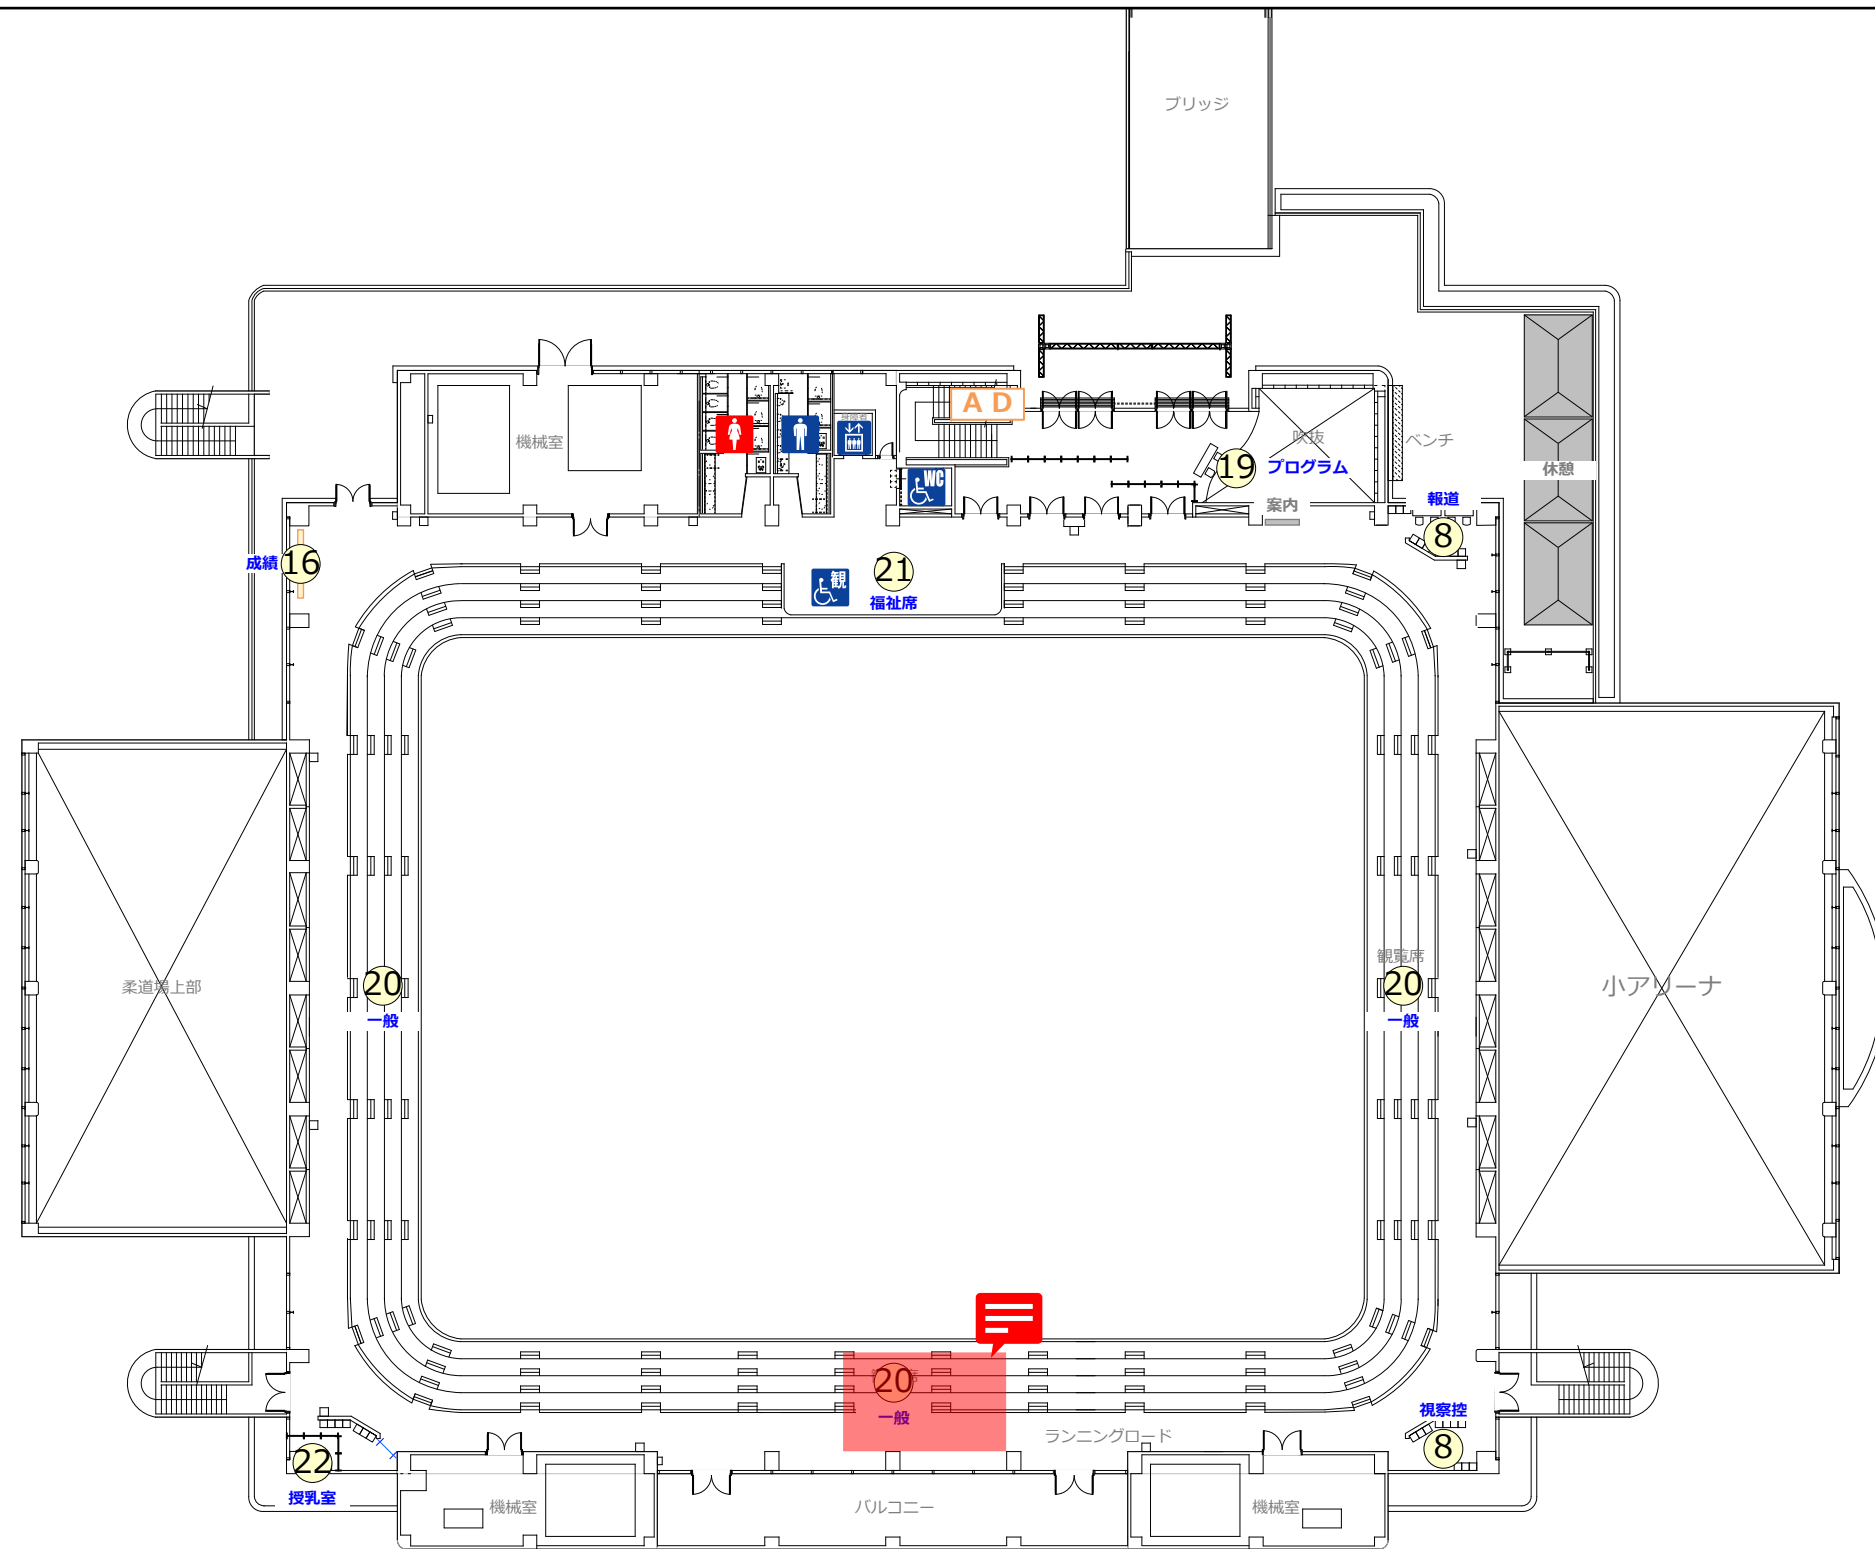 ブリッジ
AD
機械室
吹抜
ベンチ
19
プログラム
休憩
WC
案内
報道
8
成績
16
21
観
福祉席
観覧席
20
一般
20
一般
柔道場上部
小アリーナ
20
一般
ランニングロード
視察控
8
22
授乳室
機械室
バルコニー
機械室